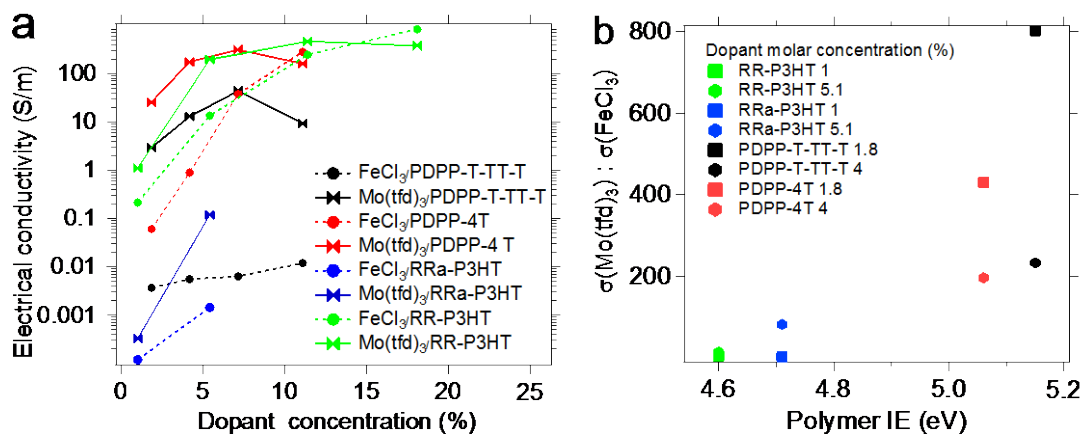 a
Electrical conductivity (S/m)
100
10
1
0.1
0.01
0.001
FeCl3/PDPP-T-TT-T
Mo(tfd)3/PDPP-T-TT-T
FeCl3/PDPP-4T
Mo(tfd)3/PDPP-4 T
FeCl3/RRa-P3HT
Mo(tfd)3/RRa-P3HT
FeCl3/RR-P3HT
Mo(tfd)3/RR-P3HT
0 5 10 15 20 25
Dopant concentration (%)
b
σ(Mo(tfd)3) : σ(FeCl3)
800
600
400
200
Dopant molar concentration (%)
RR-P3HT 1
RR-P3HT 5.1
RRa-P3HT 1
RRa-P3HT 5.1
PDPP-T-TT-T 1.8
PDPP-T-TT-T 4
PDPP-4T 1.8
PDPP-4T 4
4.6 4.8 5.0 5.2
Polymer IE (eV)